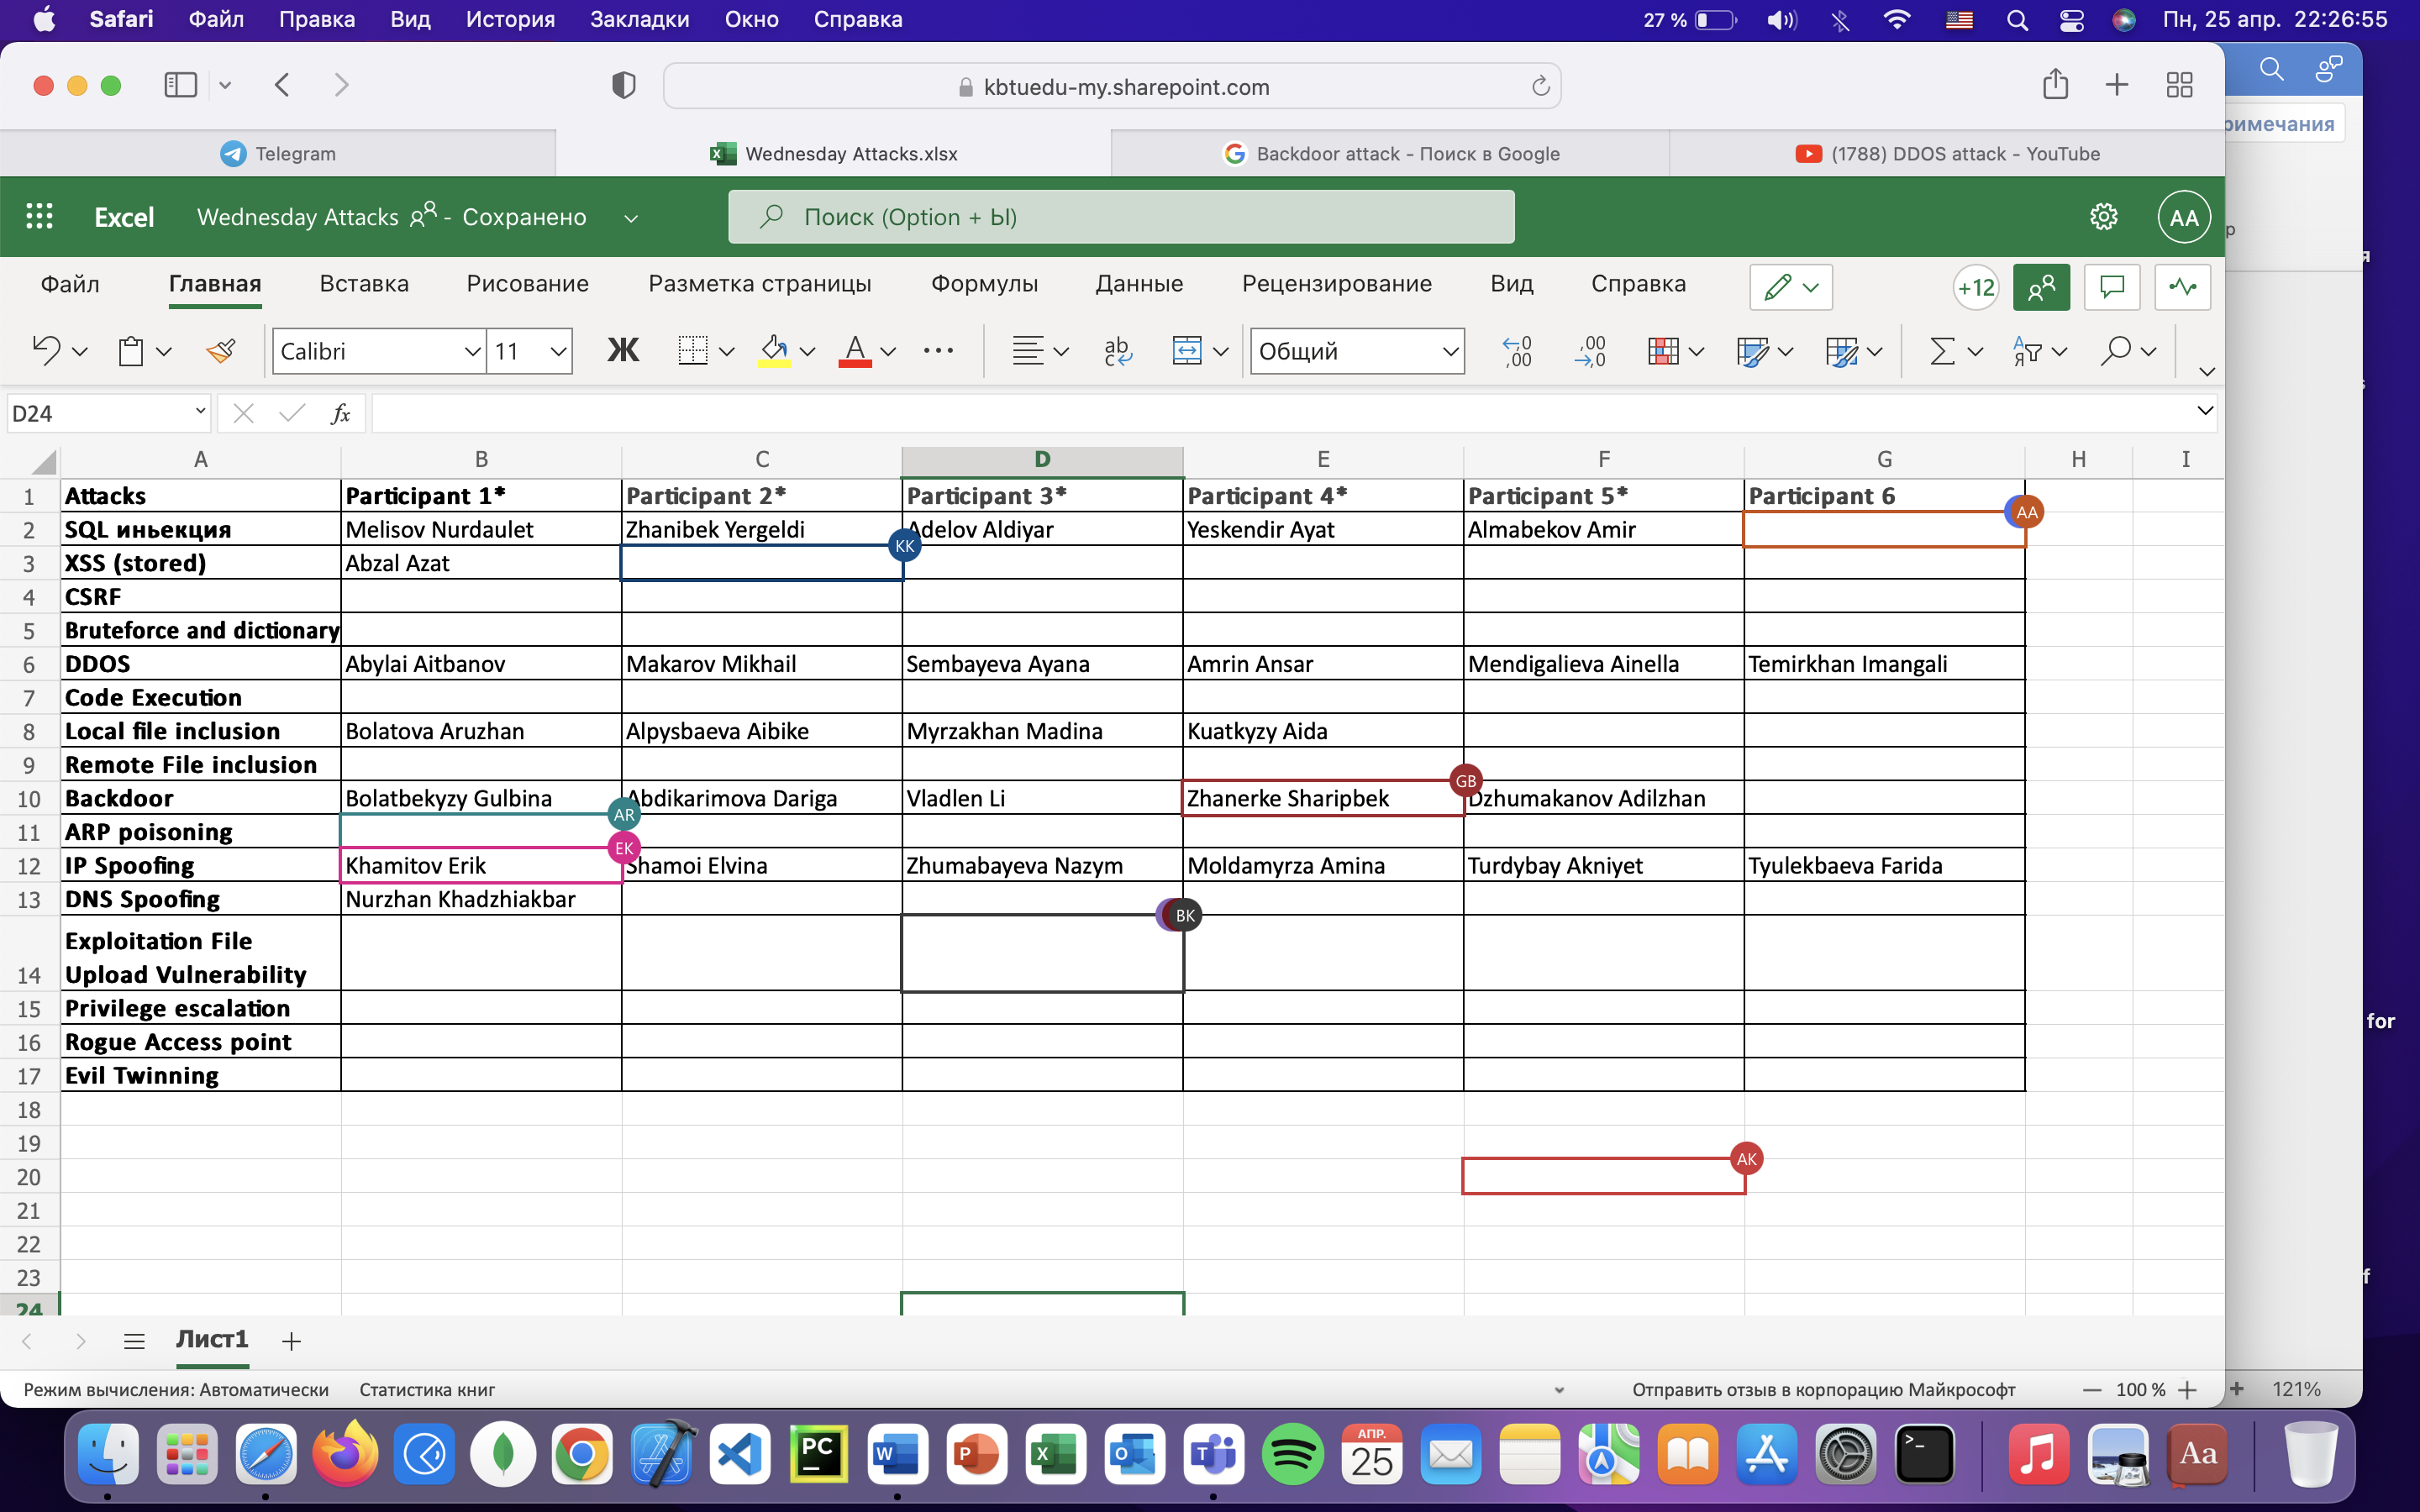 Safari Файл Правка Вид История Закладки Окно Справка 27 % Пн, 25 апр. 22:26:55
kbtuedu-my.sharepoint.com
римечания
Telegram Wednesday Attacks.xlsx Backdoor attack - Поиск в Google (1788) DDOS attack - YouTube
Excel Wednesday Attacks - Сохранено Поиск (Option + Ы) AA
р
я
Файл Главная Вставка Рисование Разметка страницы Формулы Данные Рецензирование Вид Справка +12
Calibri 11 Ж Общий
D24 fx
A B C D E F G H I
1 Attacks Participant 1* Participant 2* Participant 3* Participant 4* Participant 5* Participant 6
AA
2 SQL иньекция Melisov Nurdaulet Zhanibek Yergeldi Adelov Aldiyar Yeskendir Ayat Almabekov Amir
KK
3 XSS (stored) Abzal Azat
4 CSRF
5 Bruteforce and dictionary
6 DDOS Abylai Aitbanov Makarov Mikhail Sembayeva Ayana Amrin Ansar Mendigalieva Ainella Temirkhan Imangali
7 Code Execution
8 Local file inclusion Bolatova Aruzhan Alpysbaeva Aibike Myrzakhan Madina Kuatkyzy Aida
9 Remote File inclusion
GB
10 Backdoor Bolatbekyzy Gulbina Abdikarimova Dariga Vladlen Li Zhanerke Sharipbek Dzhumakanov Adilzhan
AR
11 ARP poisoning
EK
12 IP Spoofing Khamitov Erik Shamoi Elvina Zhumabayeva Nazym Moldamyrza Amina Turdybay Akniyet Tyulekbaeva Farida
13 DNS Spoofing Nurzhan Khadzhiakbar
BK
Exploitation File
14 Upload Vulnerability
15 Privilege escalation
16 Rogue Access point
for
17 Evil Twinning
18
19
AK
20
21
22
23
f
24
Лист1
Режим вычисления: Автоматически Статистика книг Отправить отзыв в корпорацию Майкрософт 100 % 121%
PC W P X O T АПР. 25 Aa